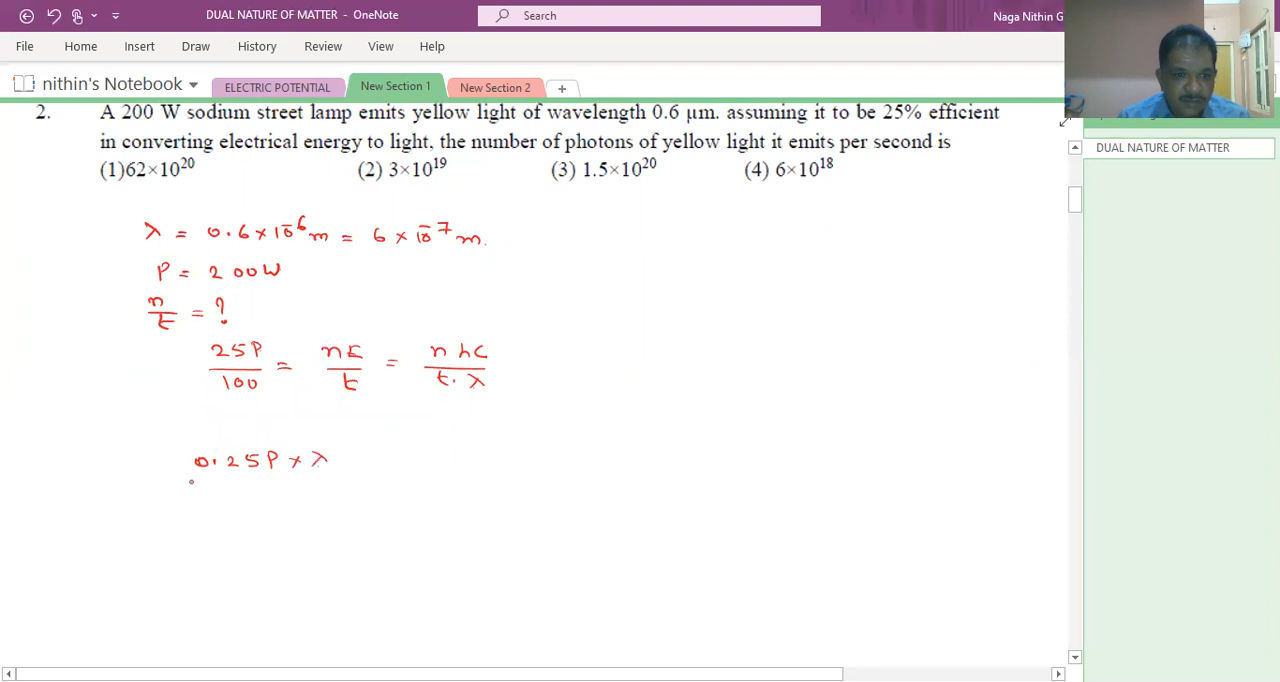 DUAL NATURE OF MATTER - OneNote
Search
Naga Nithin G
File Home Insert Draw History Review View Help
nithin's Notebook ELECTRIC POTENTIAL New Section 1 New Section 2
DUAL NATURE OF MATTER
2. A 200 W sodium street lamp emits yellow light of wavelength 0.6 μm. assuming it to be 25% efficient
in converting electrical energy to light, the number of photons of yellow light it emits per second is
(1)62×10^20 (2) 3×10^19 (3) 1.5×10^20 (4) 6×10^18
λ = 0.6×10^-6 m = 6×10^-7 m.
P = 200W
n/t = ?
25P/100 = nE/t = n hC/t.λ
0.25P × λ